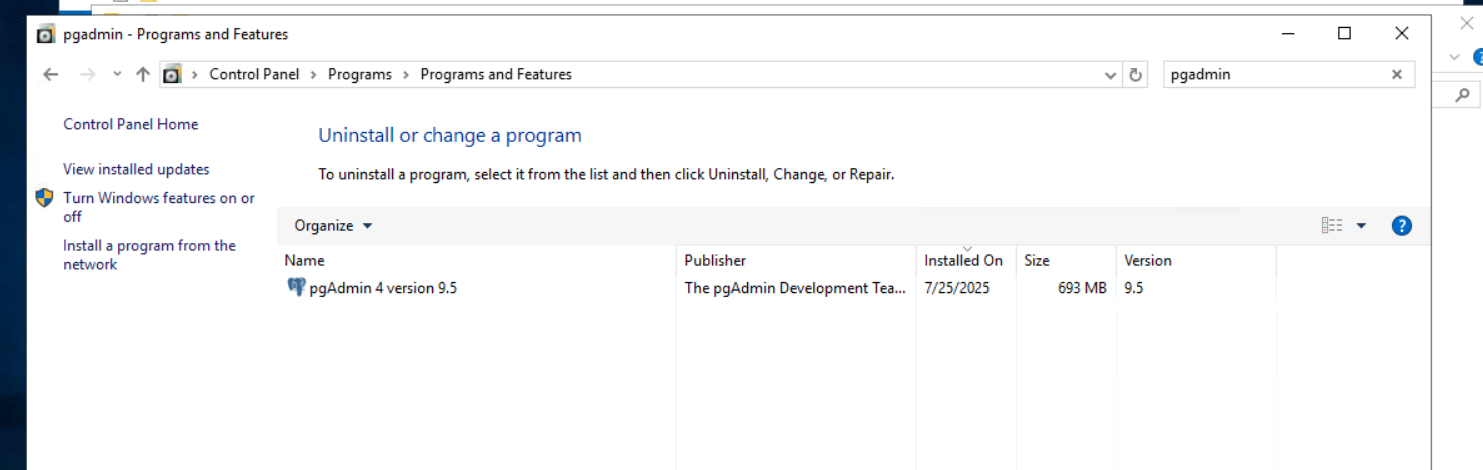 pgadmin - Programs and Features
Control Panel > Programs > Programs and Features
pgadmin
Control Panel Home
View installed updates
Turn Windows features on or
off
Install a program from the
network
Uninstall or change a program
To uninstall a program, select it from the list and then click Uninstall, Change, or Repair.
Organize
Name Publisher Installed On Size Version
pgAdmin 4 version 9.5 The pgAdmin Development Tea... 7/25/2025 693 MB 9.5